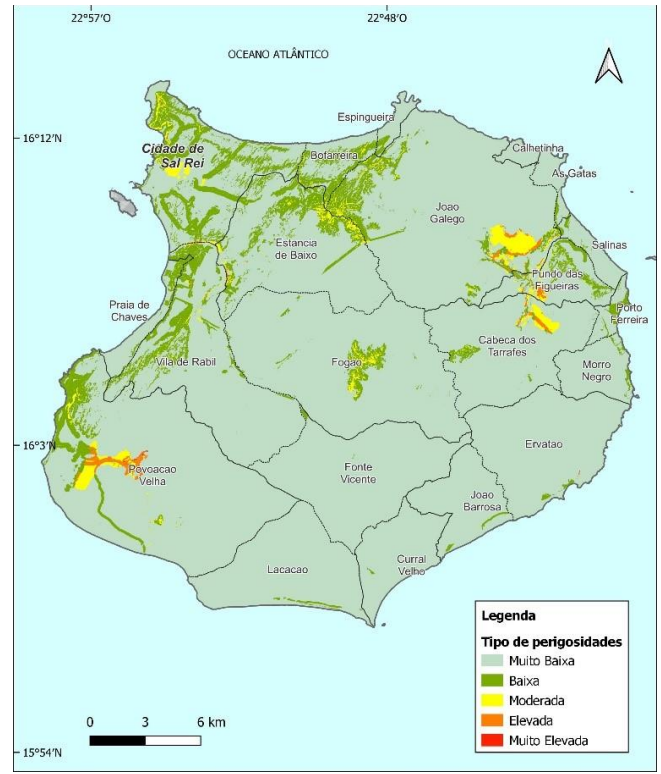 22°57'O
22°48'O
OCEANO ATLÂNTICO
Espingueira
16°12'N
Cidade de
Sal Rei
Bofarreira
Calhetinha
As Gatas
Joao
Galego
Estancia
de Baixo
Salinas
Fundo das
Figueiras
Praia de
Chaves
Porto
Ferreira
Vila de Rabil
Fogao
Cabeca dos
Tarrafes
Morro
Negro
16°3'N
Ervatao
Povoacao
Velha
Fonte
Vicente
Joao
Barrosa
Curral
Velho
Lacacao
Legenda
Tipo de perigosidades
Muito Baixa
Baixa
Moderada
Elevada
Muito Elevada
0 3 6 km
15°54'N